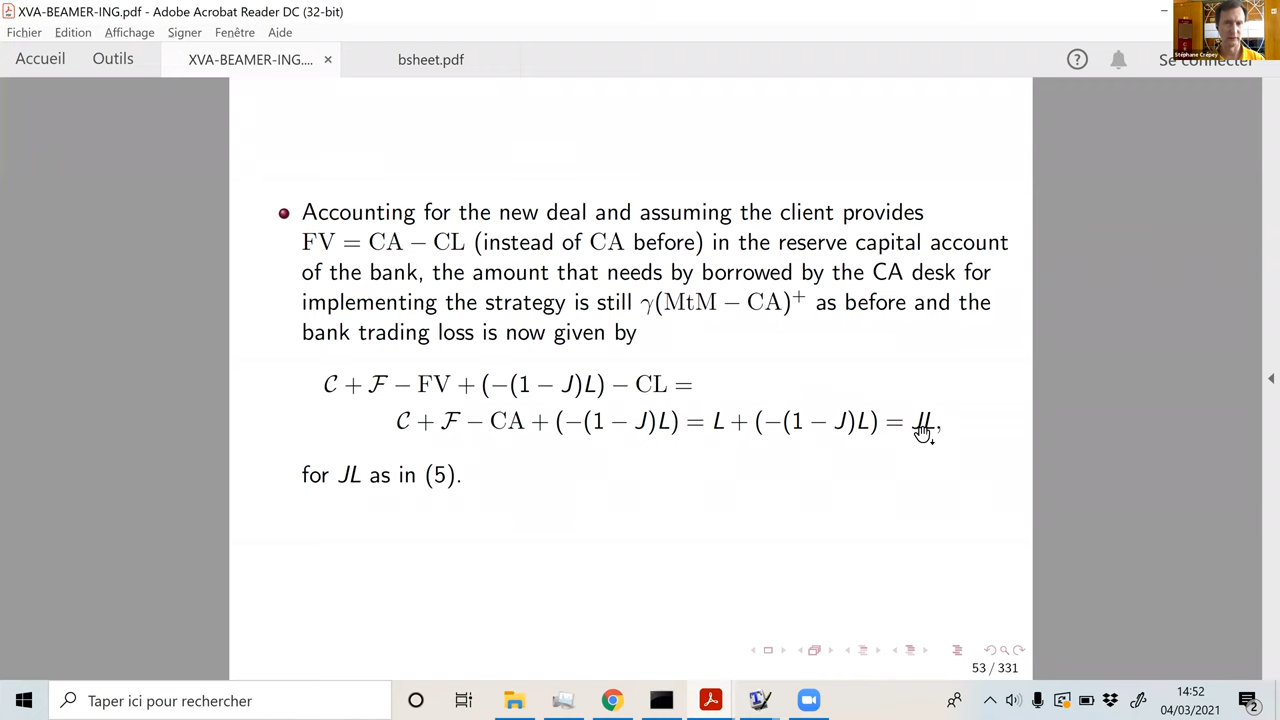 XVA-BEAMER-ING.pdf - Adobe Acrobat Reader DC (32-bit)
Fichier Edition Affichage Signer Fenêtre Aide
Accueil Outils XVA-BEAMER-ING.... × bsheet.pdf Se connecter
Stéphane Crépey
Accounting for the new deal and assuming the client provides
FV = CA − CL (instead of CA before) in the reserve capital account
of the bank, the amount that needs by borrowed by the CA desk for
implementing the strategy is still γ(MtM − CA)⁺ as before and the
bank trading loss is now given by
𝒞 + ℱ − FV + (−(1 − J)L) − CL =
𝒞 + ℱ − CA + (−(1 − J)L) = L + (−(1 − J)L) = JL,
for JL as in (5).
53 / 331
Taper ici pour rechercher
14:52
04/03/2021
2